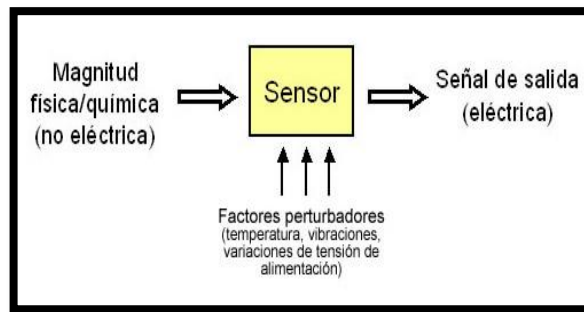 Magnitud
física/química
(no eléctrica)
Sensor
Señal de salida
(eléctrica)
Factores perturbadores
(temperatura, vibraciones,
variaciones de tensión de
alimentación)